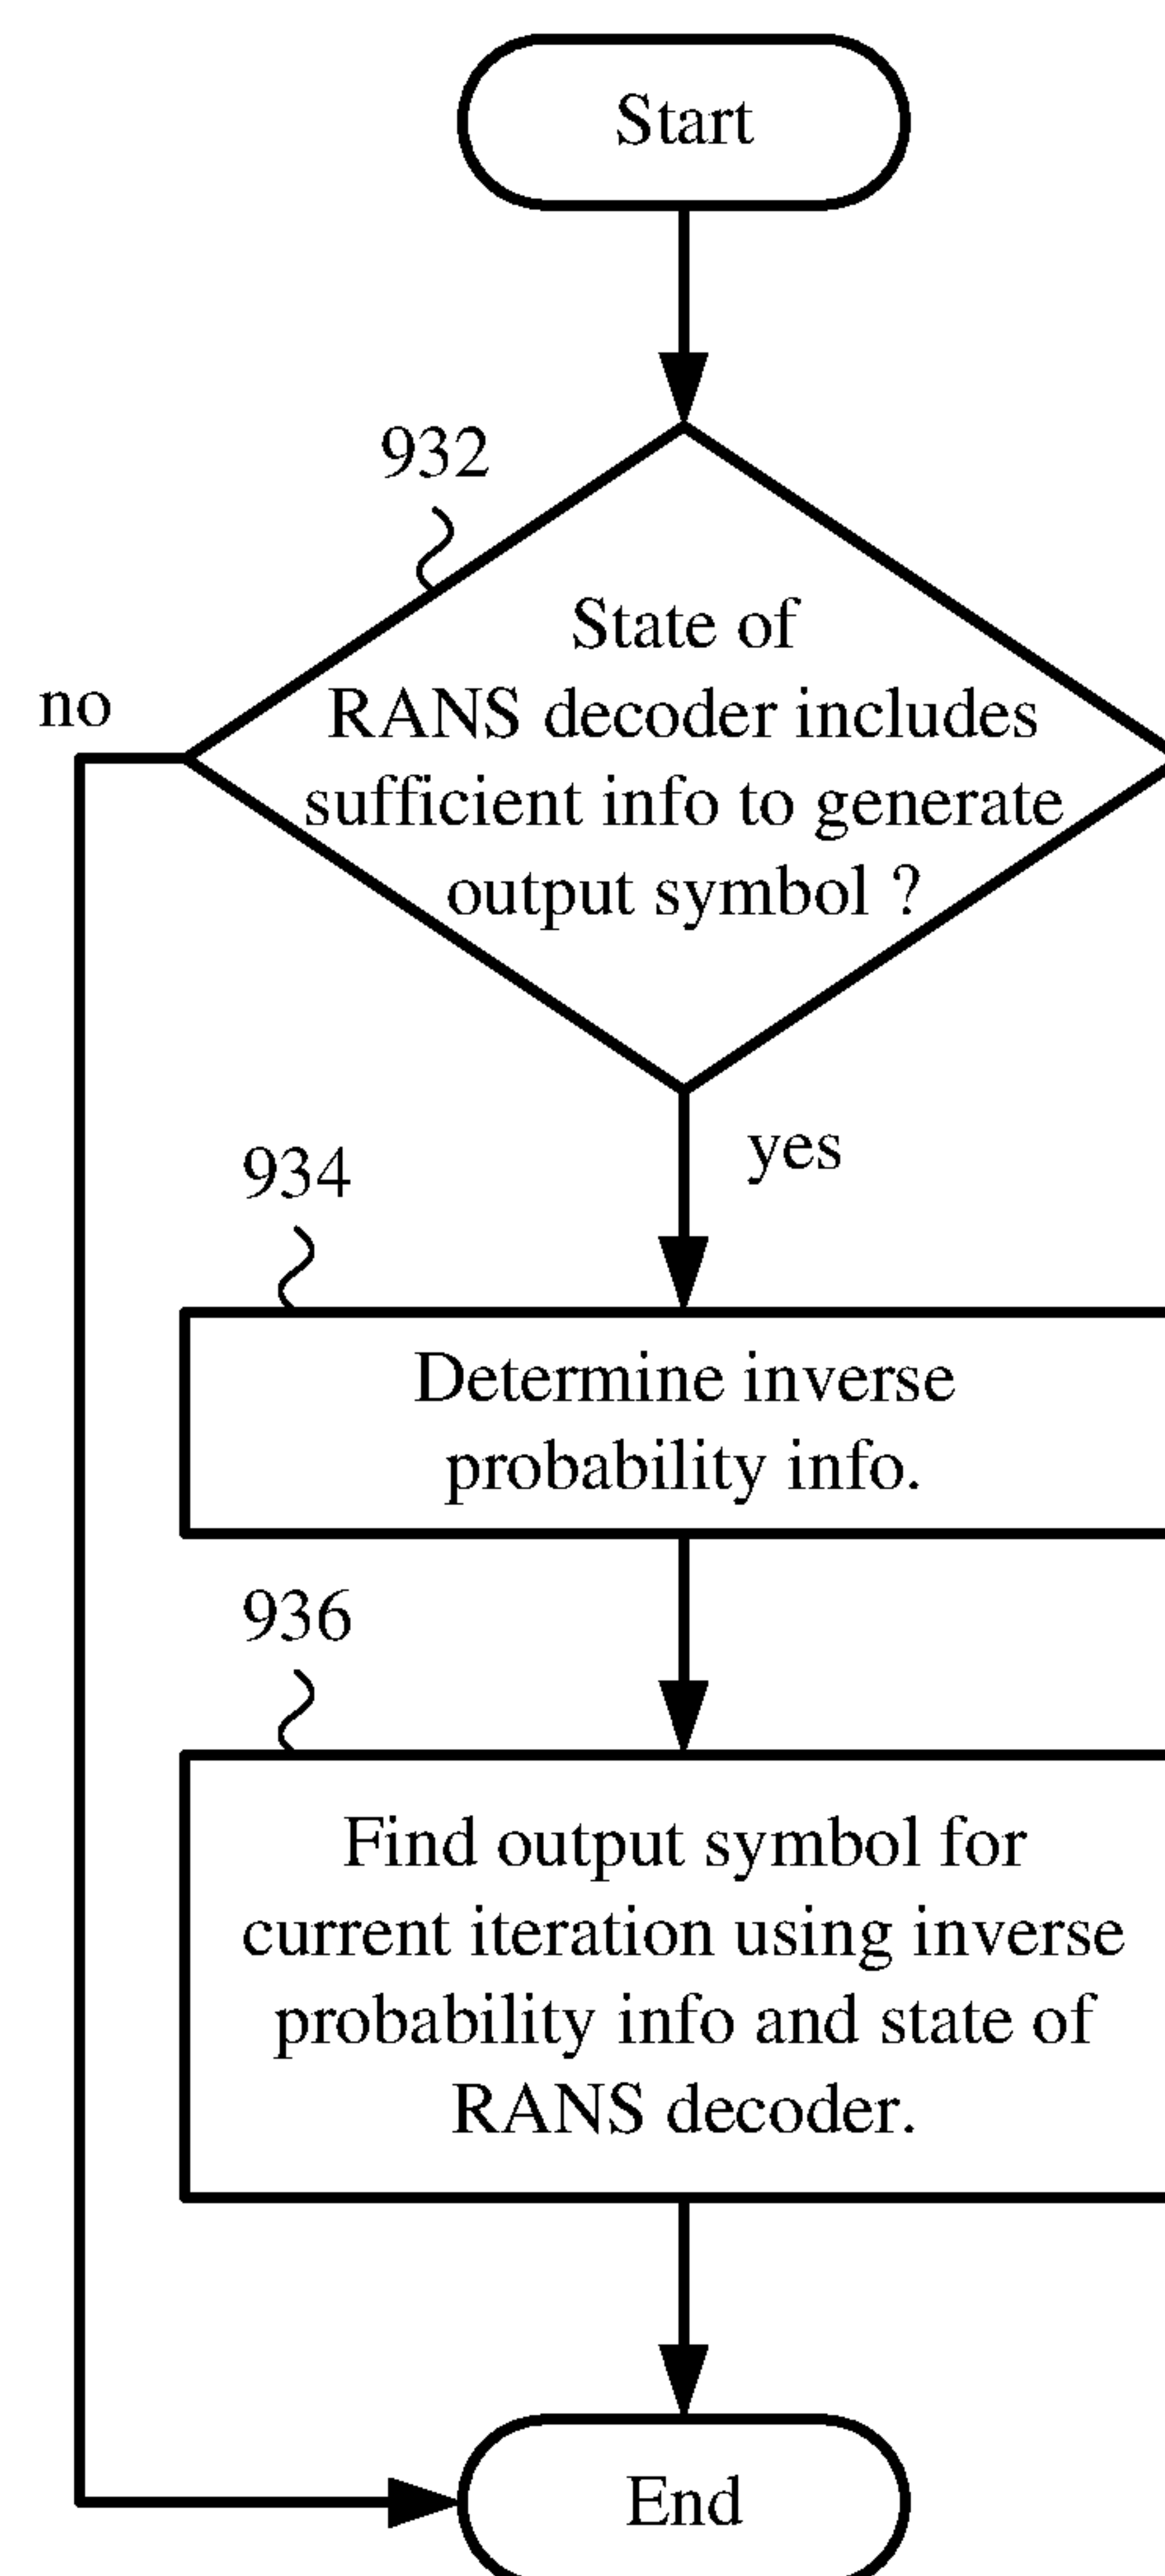 Start
932
State of
RANS decoder includes
sufficient info to generate
output symbol ?
no
yes
934
Determine inverse
probability info.
936
Find output symbol for
current iteration using inverse
probability info and state of
RANS decoder.
End